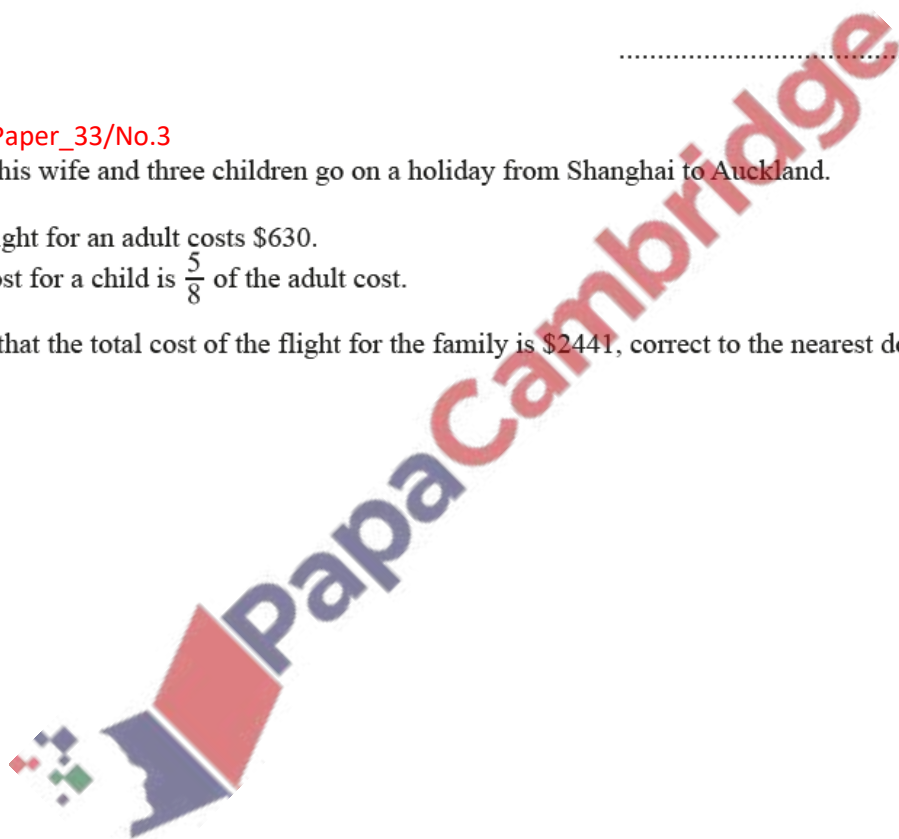 Paper_33/No.3
his wife and three children go on a holiday from Shanghai to Auckland.
ght for an adult costs $630.
st for a child is 5/8 of the adult cost.
that the total cost of the flight for the family is $2441, correct to the nearest d
PapaCambridge